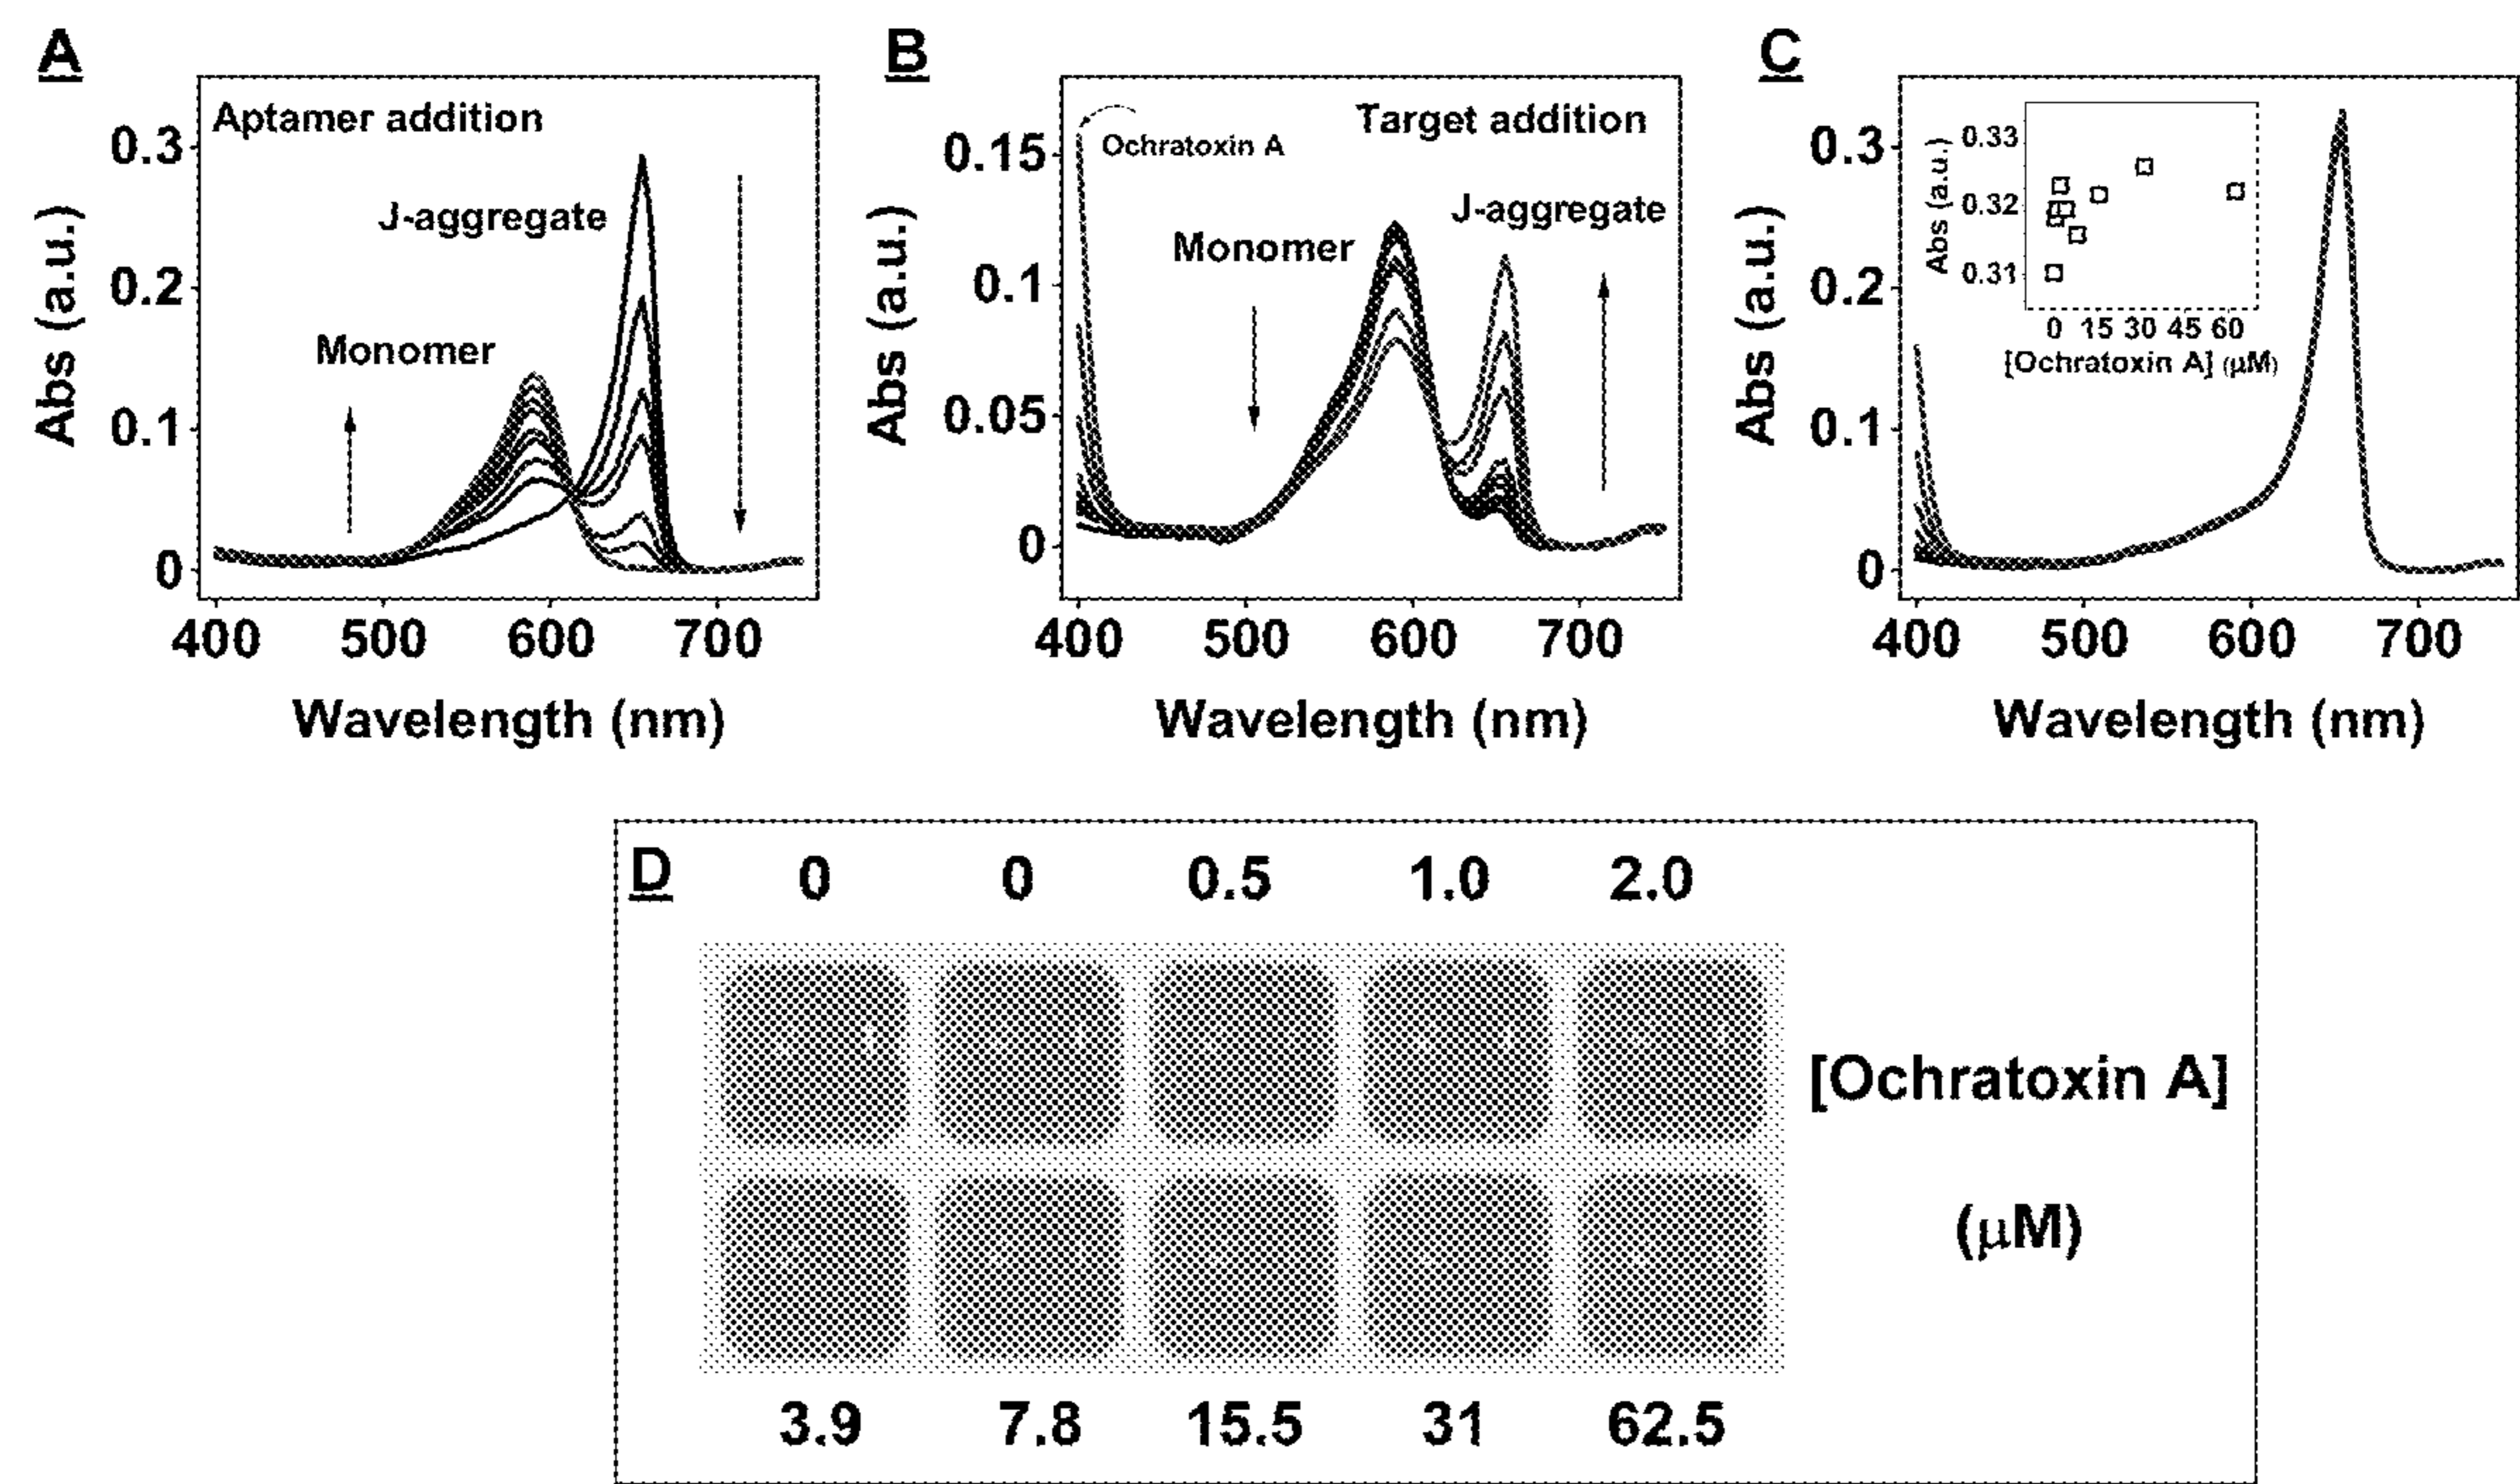 A
Aptamer addition
J-aggregate
Monomer
0.3
0.2
0.1
0
Abs (a.u.)
400 500 600 700
Wavelength (nm)
B
Ochratoxin A
Target addition
J-aggregate
Monomer
0.15
0.1
0.05
0
Abs (a.u.)
400 500 600 700
Wavelength (nm)
C
0.3
0.2
0.1
0
Abs (a.u.)
0.33
0.32
0.31
Abs (a.u.)
0 15 30 45 60
[Ochratoxin A] (μM)
400 500 600 700
Wavelength (nm)
D
0 0 0.5 1.0 2.0
[Ochratoxin A]
(μM)
3.9 7.8 15.5 31 62.5